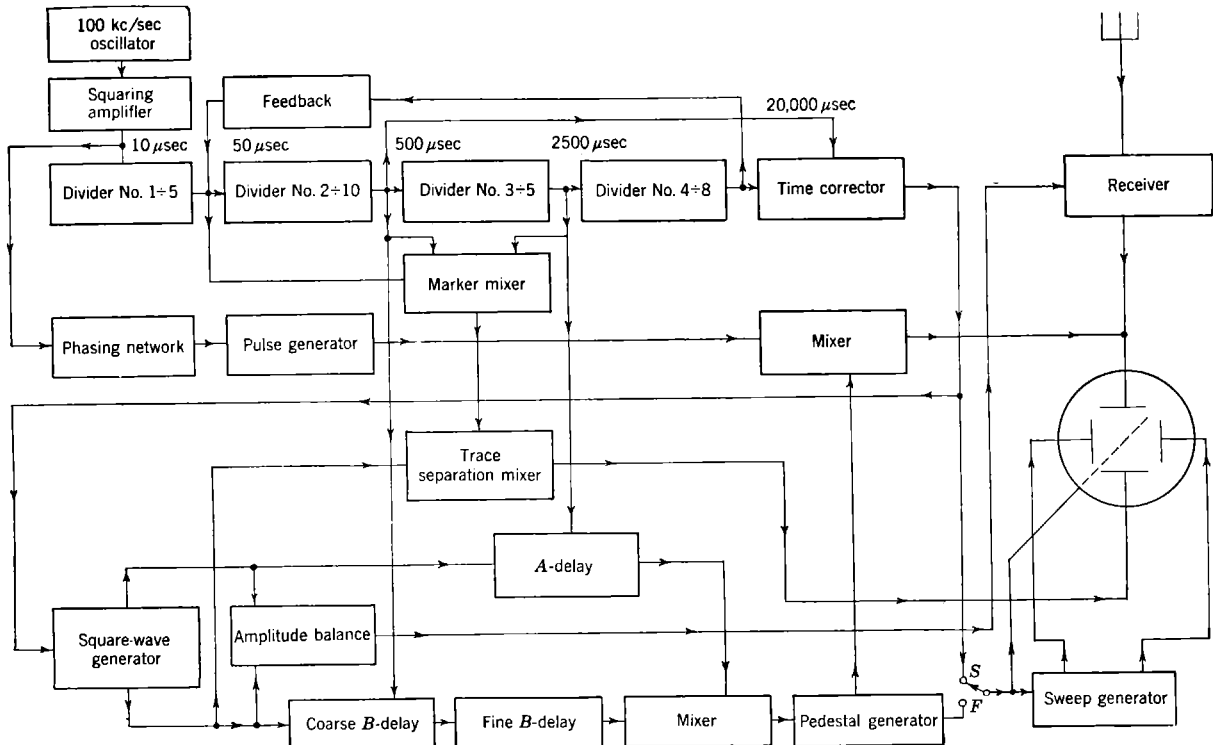 100 kc/sec
oscillator
Squaring
amplifier
Feedback
20,000 μsec
10 μsec
50 μsec
500 μsec
2500 μsec
Divider No. 1÷5
Divider No. 2÷10
Divider No. 3÷5
Divider No. 4÷8
Time corrector
Receiver
Marker mixer
Phasing network
Pulse generator
Mixer
Trace
separation mixer
A-delay
Square-wave
generator
Amplitude balance
S
F
Sweep generator
Coarse B-delay
Fine B-delay
Mixer
Pedestal generator